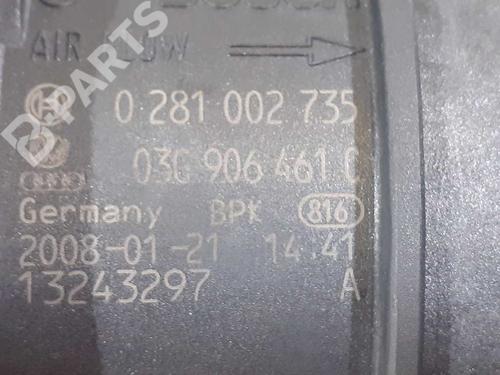 BOSCH
AIR FLOW
B-PARTS
0 281 002 735
03G 906 461 C
Germany BPK 816
2008-01-21 14:41
13243297 A